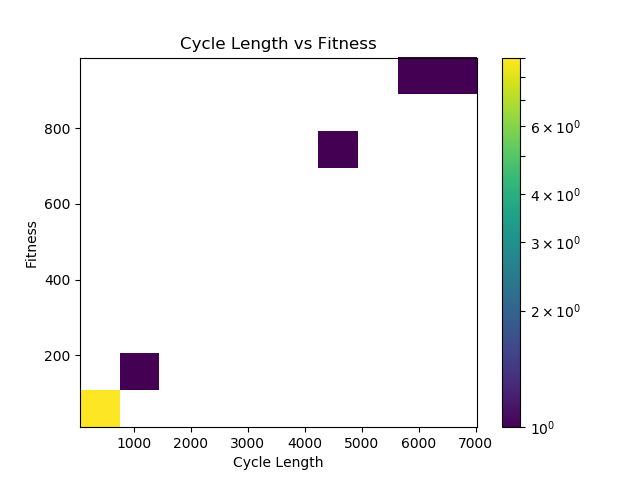 Cycle Length vs Fitness
Fitness
800
600
400
200
1000 2000 3000 4000 5000 6000 7000
Cycle Length
6 × 10⁰
4 × 10⁰
3 × 10⁰
2 × 10⁰
10⁰